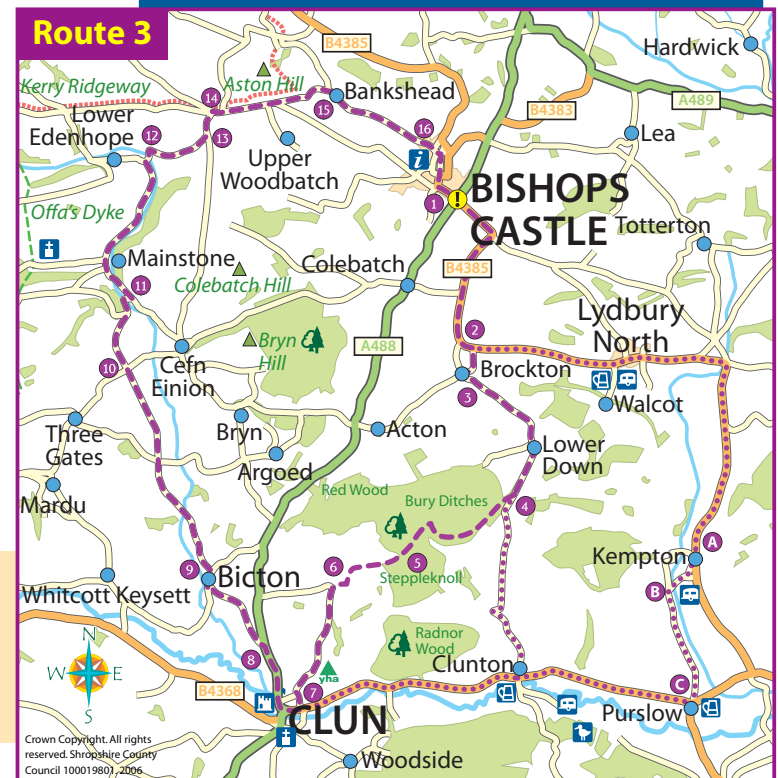 Route 3
B4385
Hardwick
Kerry Ridgeway
Aston Hill
Bankshead
A489
14
15
B4383
Lower
Edenhope
12
13
16
Lea
Upper
Woodbatch
i
BISHOPS
CASTLE
1
!
Offa's Dyke
Totterton
Mainstone
Colebatch
B4385
Colebatch Hill
11
Lydbury
North
2
A488
Bryn
Hill
10
Cefn
Einion
Brockton
3
Walcot
Three
Gates
Bryn
Acton
Lower
Down
Argoed
Mardu
Red Wood
Bury Ditches
4
A
Kempton
9
Bicton
6
5
Steppleknoll
B
Whitcott Keysett
N
W
E
S
Radnor
Wood
8
yha
Clunton
B4368
7
C
CLUN
Purslow
Crown Copyright. All rights
reserved. Shropshire County
Council 100019801, 2006
Woodside